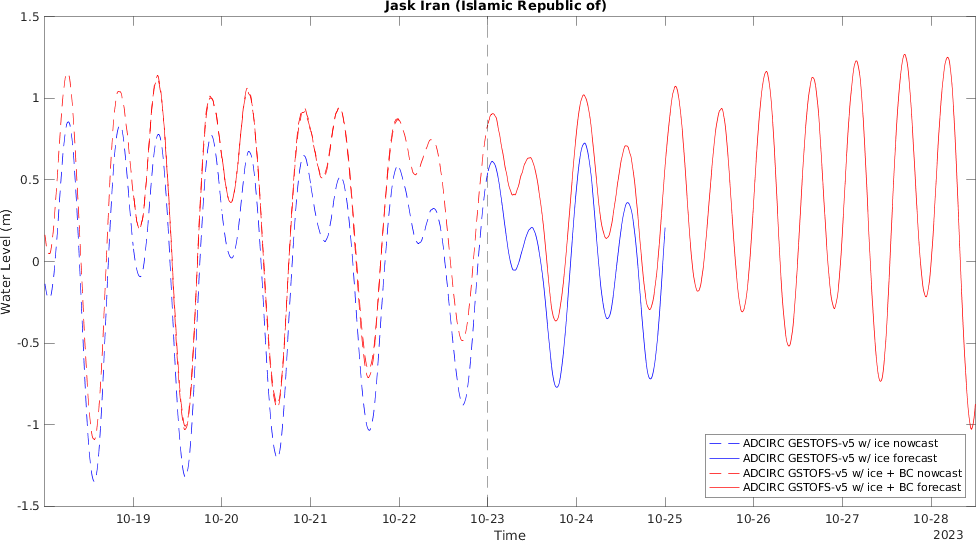 Jask Iran (Islamic Republic of)
1.5
1
0.5
0
-0.5
-1
-1.5
Water Level (m)
10-19 10-20 10-21 10-22 10-23 10-24 10-25 10-26 10-27 10-28
Time
2023
ADCIRC GESTOFS-v5 w/ ice nowcast
ADCIRC GESTOFS-v5 w/ ice forecast
ADCIRC GSTOFS-v5 w/ ice + BC nowcast
ADCIRC GSTOFS-v5 w/ ice + BC forecast